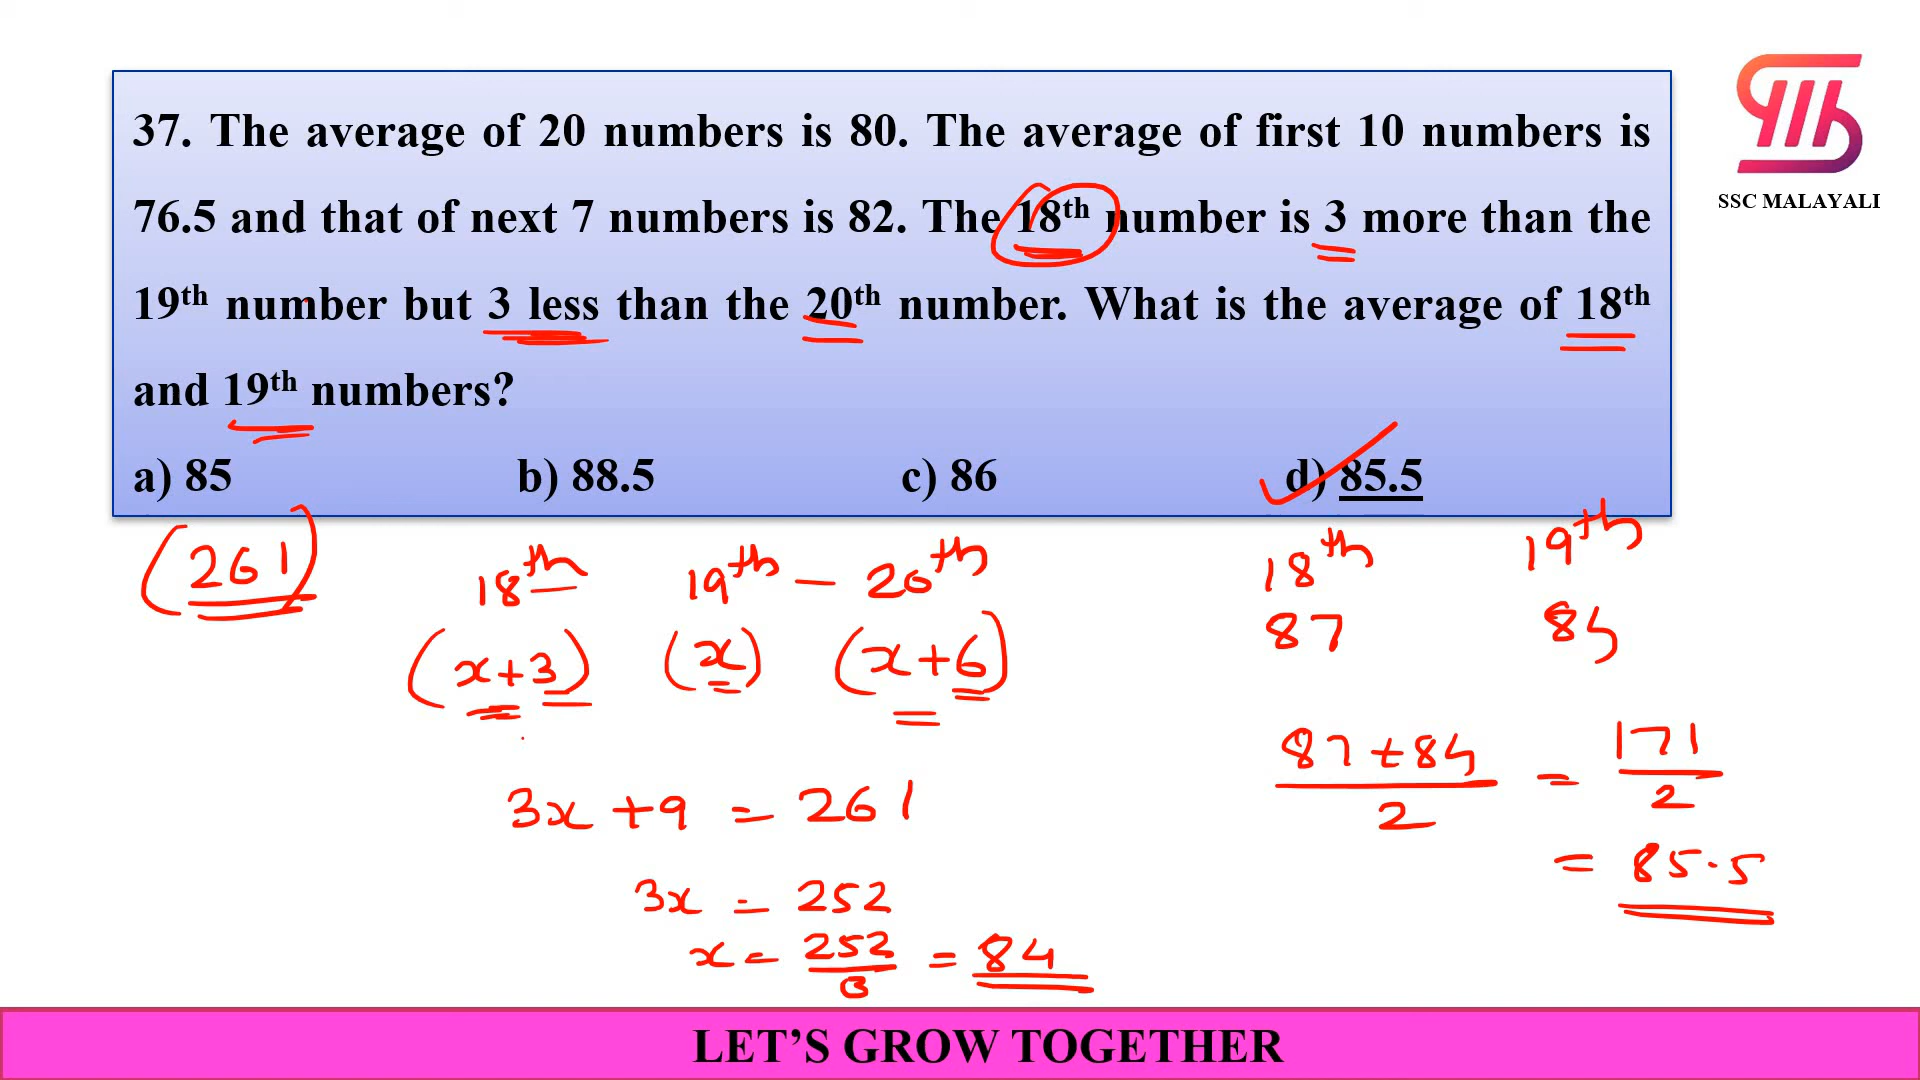 37. The average of 20 numbers is 80. The average of first 10 numbers is
76.5 and that of next 7 numbers is 82. The 18th number is 3 more than the
19th number but 3 less than the 20th number. What is the average of 18th
and 19th numbers?
a) 85 b) 88.5 c) 86 d) 85.5
SSC MALAYALI
(261)
18th 19th – 20th
(x+3) (x) (x+6)
3x + 9 = 261
3x = 252
x = 252/3 = 84
18th 19th
87 84
87+84/2 = 171/2
= 85.5
LET’S GROW TOGETHER